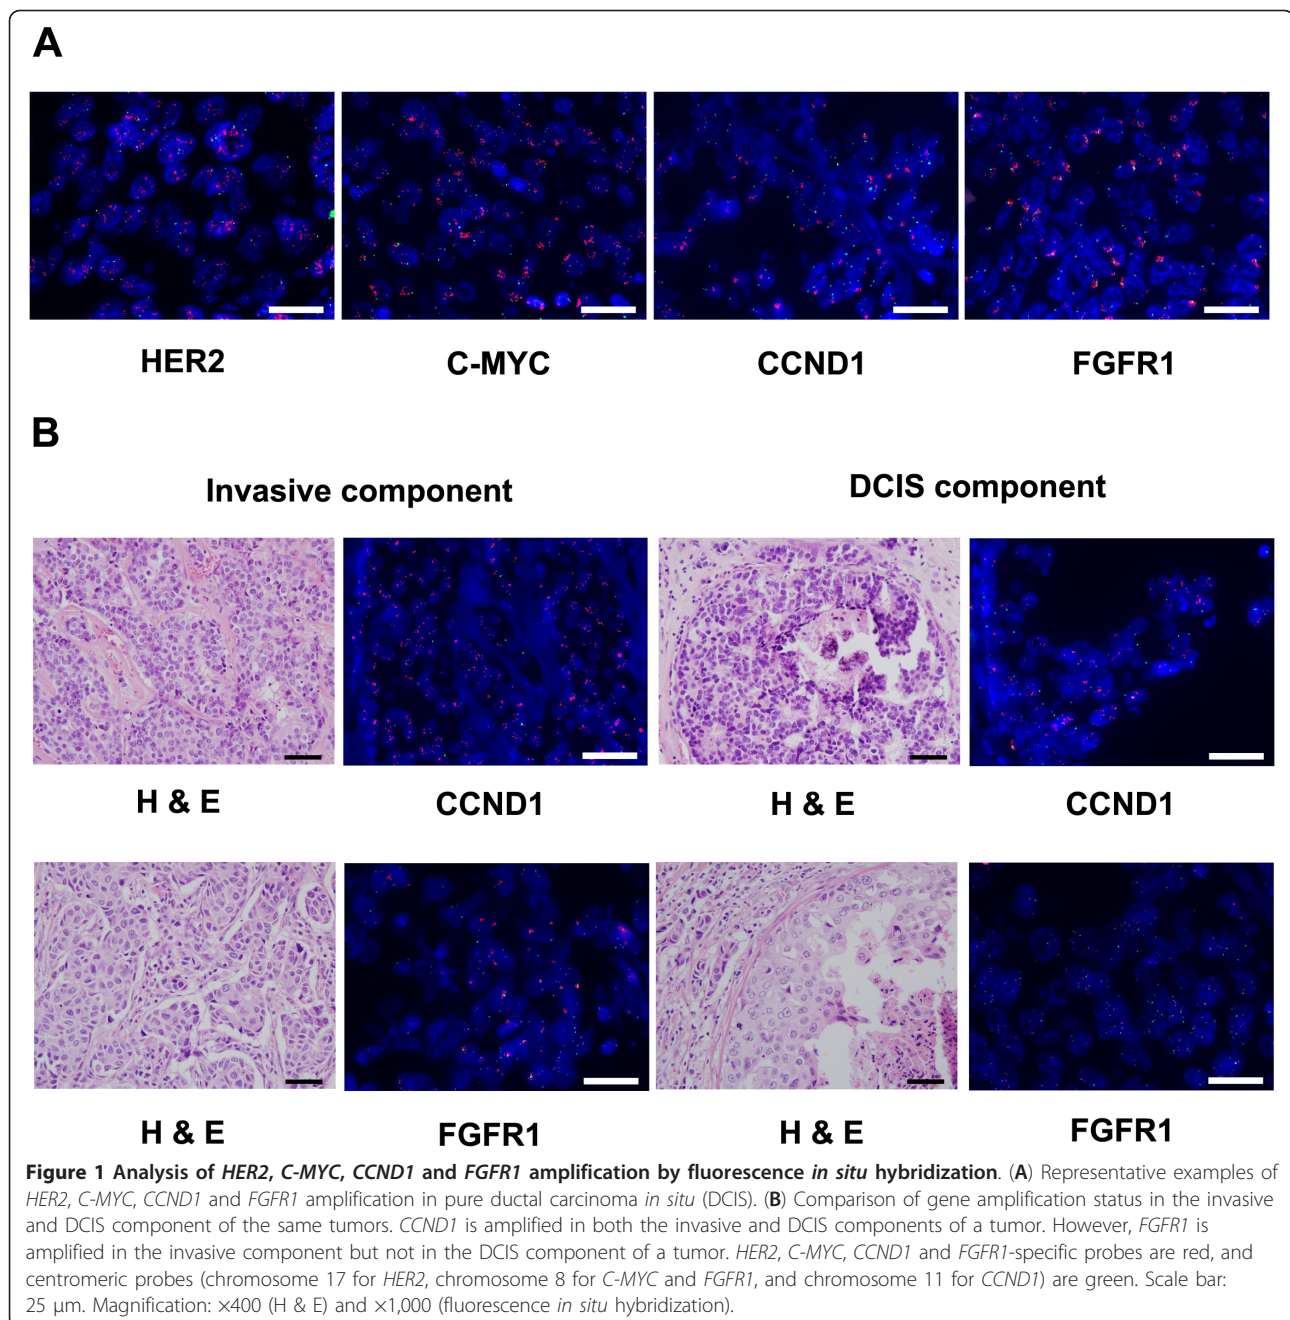 A
HER2 C-MYC CCND1 FGFR1
B
Invasive component DCIS component
H & E CCND1 H & E CCND1
H & E FGFR1 H & E FGFR1
Figure 1 Analysis of HER2, C-MYC, CCND1 and FGFR1 amplification by fluorescence in situ hybridization. (A) Representative examples of
HER2, C-MYC, CCND1 and FGFR1 amplification in pure ductal carcinoma in situ (DCIS). (B) Comparison of gene amplification status in the invasive
and DCIS component of the same tumors. CCND1 is amplified in both the invasive and DCIS components of a tumor. However, FGFR1 is
amplified in the invasive component but not in the DCIS component of a tumor. HER2, C-MYC, CCND1 and FGFR1-specific probes are red, and
centromeric probes (chromosome 17 for HER2, chromosome 8 for C-MYC and FGFR1, and chromosome 11 for CCND1) are green. Scale bar:
25 μm. Magnification: ×400 (H & E) and ×1,000 (fluorescence in situ hybridization).